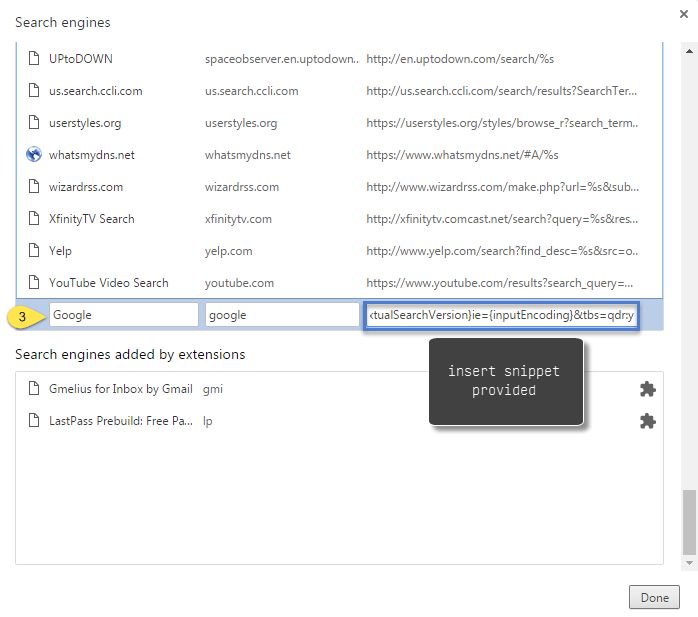 Search engines
UPtoDOWN spaceobserver.en.uptodown... http://en.uptodown.com/search/%s
us.search.ccli.com us.search.ccli.com http://us.search.ccli.com/search/results?SearchTer...
userstyles.org userstyles.org https://userstyles.org/styles/browse_r?search_term...
whatsmydns.net whatsmydns.net https://www.whatsmydns.net/#A/%s
wizardrss.com wizardrss.com http://www.wizardrss.com/make.php?url=%s&sub...
XfinityTV Search xfinitytv.com http://xfinitytv.comcast.net/search?query=%s&res...
Yelp yelp.com http://www.yelp.com/search?find_desc=%s&src=o...
YouTube Video Search youtube.com https://www.youtube.com/results?search_query=...
3 Google google tualSearchVersion}ie={inputEncoding}&tbs=qdr:y
Search engines added by extensions
insert snippet
provided
Gmelius for Inbox by Gmail gmi
LastPass Prebuild: Free Pa... lp
Done